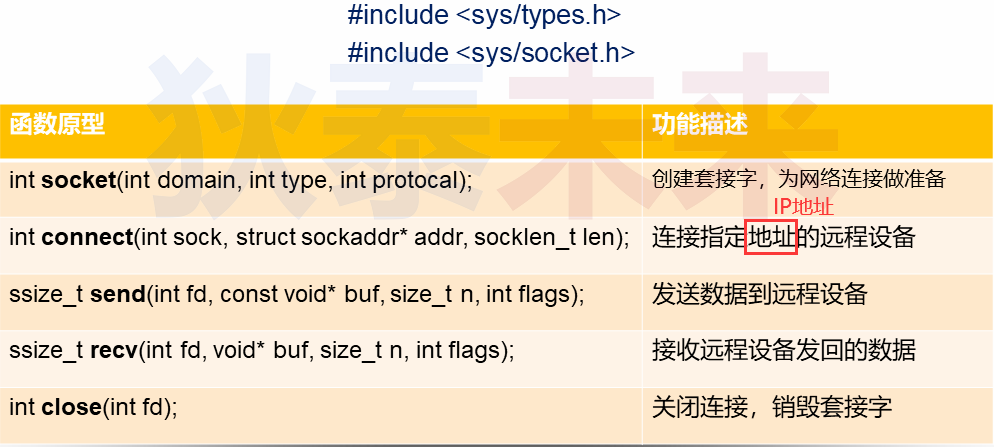 #include <sys/types.h>
#include <sys/socket.h>
狄泰未来
函数原型 功能描述
int socket(int domain, int type, int protocal); 创建套接字，为网络连接做准备
IP地址
int connect(int sock, struct sockaddr* addr, socklen_t len); 连接指定地址的远程设备
ssize_t send(int fd, const void* buf, size_t n, int flags); 发送数据到远程设备
ssize_t recv(int fd, void* buf, size_t n, int flags); 接收远程设备发回的数据
int close(int fd); 关闭连接，销毁套接字